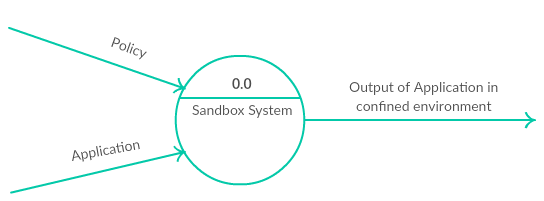 Policy
0.0
Sandbox System
Application
Output of Application in
confined environment